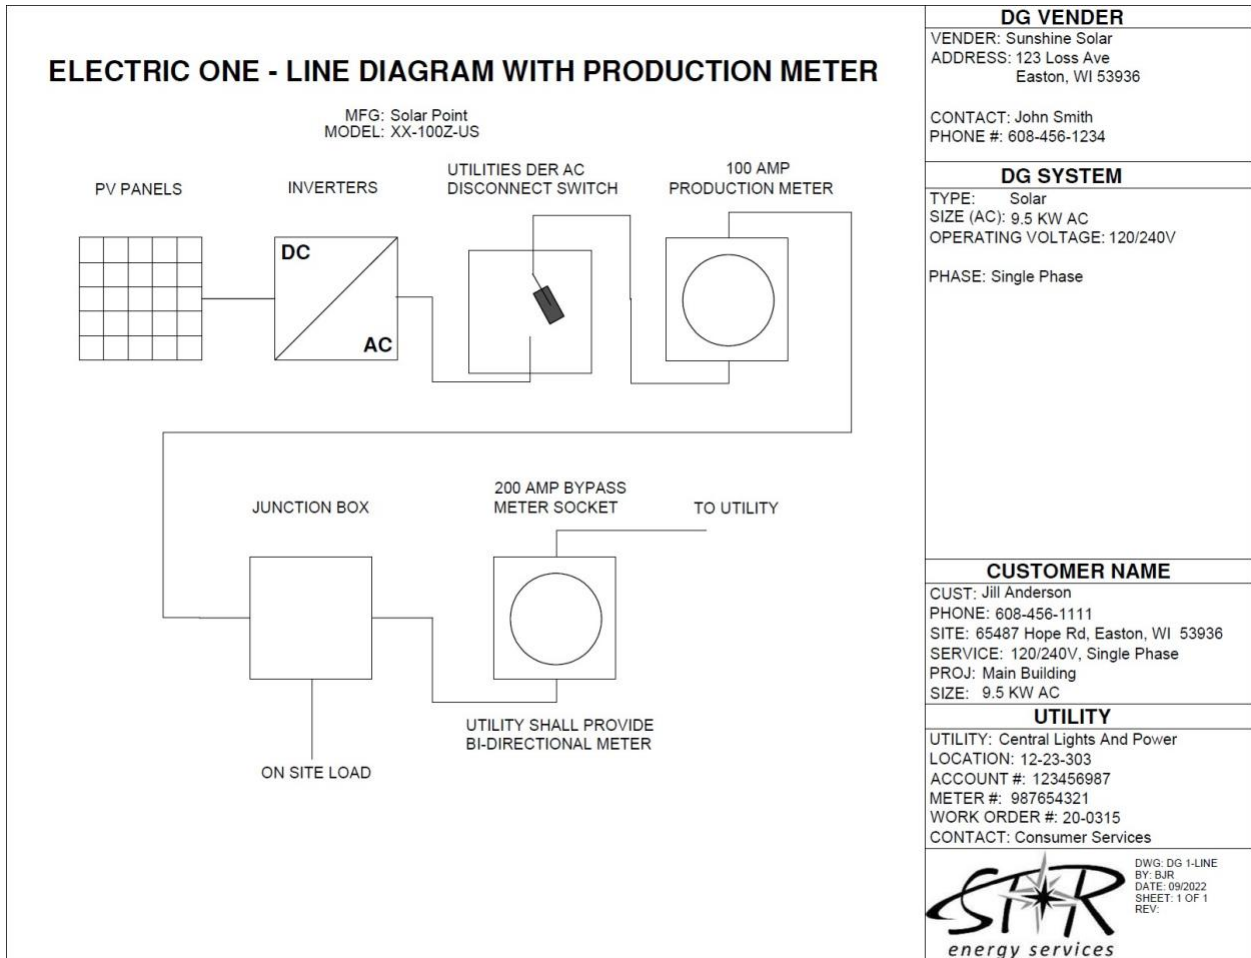 ELECTRIC ONE - LINE DIAGRAM WITH PRODUCTION METER
MFG: Solar Point
MODEL: XX-100Z-US
PV PANELS
INVERTERS
UTILITIES DER AC
DISCONNECT SWITCH
100 AMP
PRODUCTION METER
DC
AC
JUNCTION BOX
200 AMP BYPASS
METER SOCKET
TO UTILITY
UTILITY SHALL PROVIDE
BI-DIRECTIONAL METER
ON SITE LOAD
DG VENDER
VENDER: Sunshine Solar
ADDRESS: 123 Loss Ave
Easton, WI 53936
CONTACT: John Smith
PHONE #: 608-456-1234
DG SYSTEM
TYPE: Solar
SIZE (AC): 9.5 KW AC
OPERATING VOLTAGE: 120/240V
PHASE: Single Phase
CUSTOMER NAME
CUST: Jill Anderson
PHONE: 608-456-1111
SITE: 65487 Hope Rd, Easton, WI 53936
SERVICE: 120/240V, Single Phase
PROJ: Main Building
SIZE: 9.5 KW AC
UTILITY
UTILITY: Central Lights And Power
LOCATION: 12-23-303
ACCOUNT #: 123456987
METER #: 987654321
WORK ORDER #: 20-0315
CONTACT: Consumer Services
STAR
energy services
DWG: DG 1-LINE
BY: BJR
DATE: 09/2022
SHEET: 1 OF 1
REV: